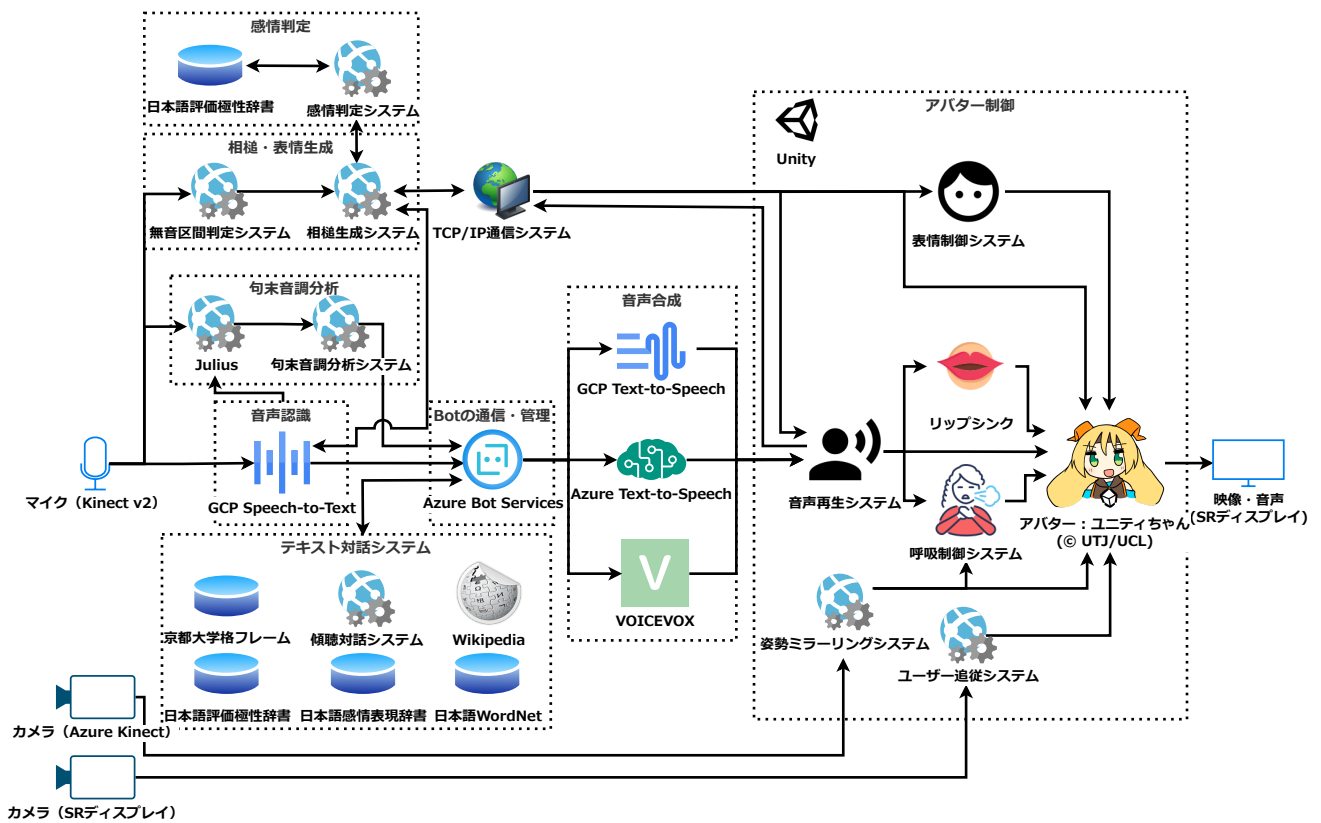 感情判定
日本語評価極性辞書
感情判定システム
相槌・表情生成
無音区間判定システム
相槌生成システム
TCP/IP通信システム
句末音調分析
Julius
句末音調分析システム
音声認識
GCP Speech-to-Text
マイク（Kinect v2）
Botの通信・管理
Azure Bot Services
テキスト対話システム
京都大学格フレーム
傾聴対話システム
Wikipedia
日本語評価極性辞書
日本語感情表現辞書
日本語WordNet
カメラ（Azure Kinect）
カメラ（SRディスプレイ）
音声合成
GCP Text-to-Speech
Azure Text-to-Speech
V
VOICEVOX
アバター制御
Unity
表情制御システム
リップシンク
音声再生システム
呼吸制御システム
アバター：ユニティちゃん
(© UTJ/UCL)
姿勢ミラーリングシステム
ユーザー追従システム
映像・音声
(SRディスプレイ)